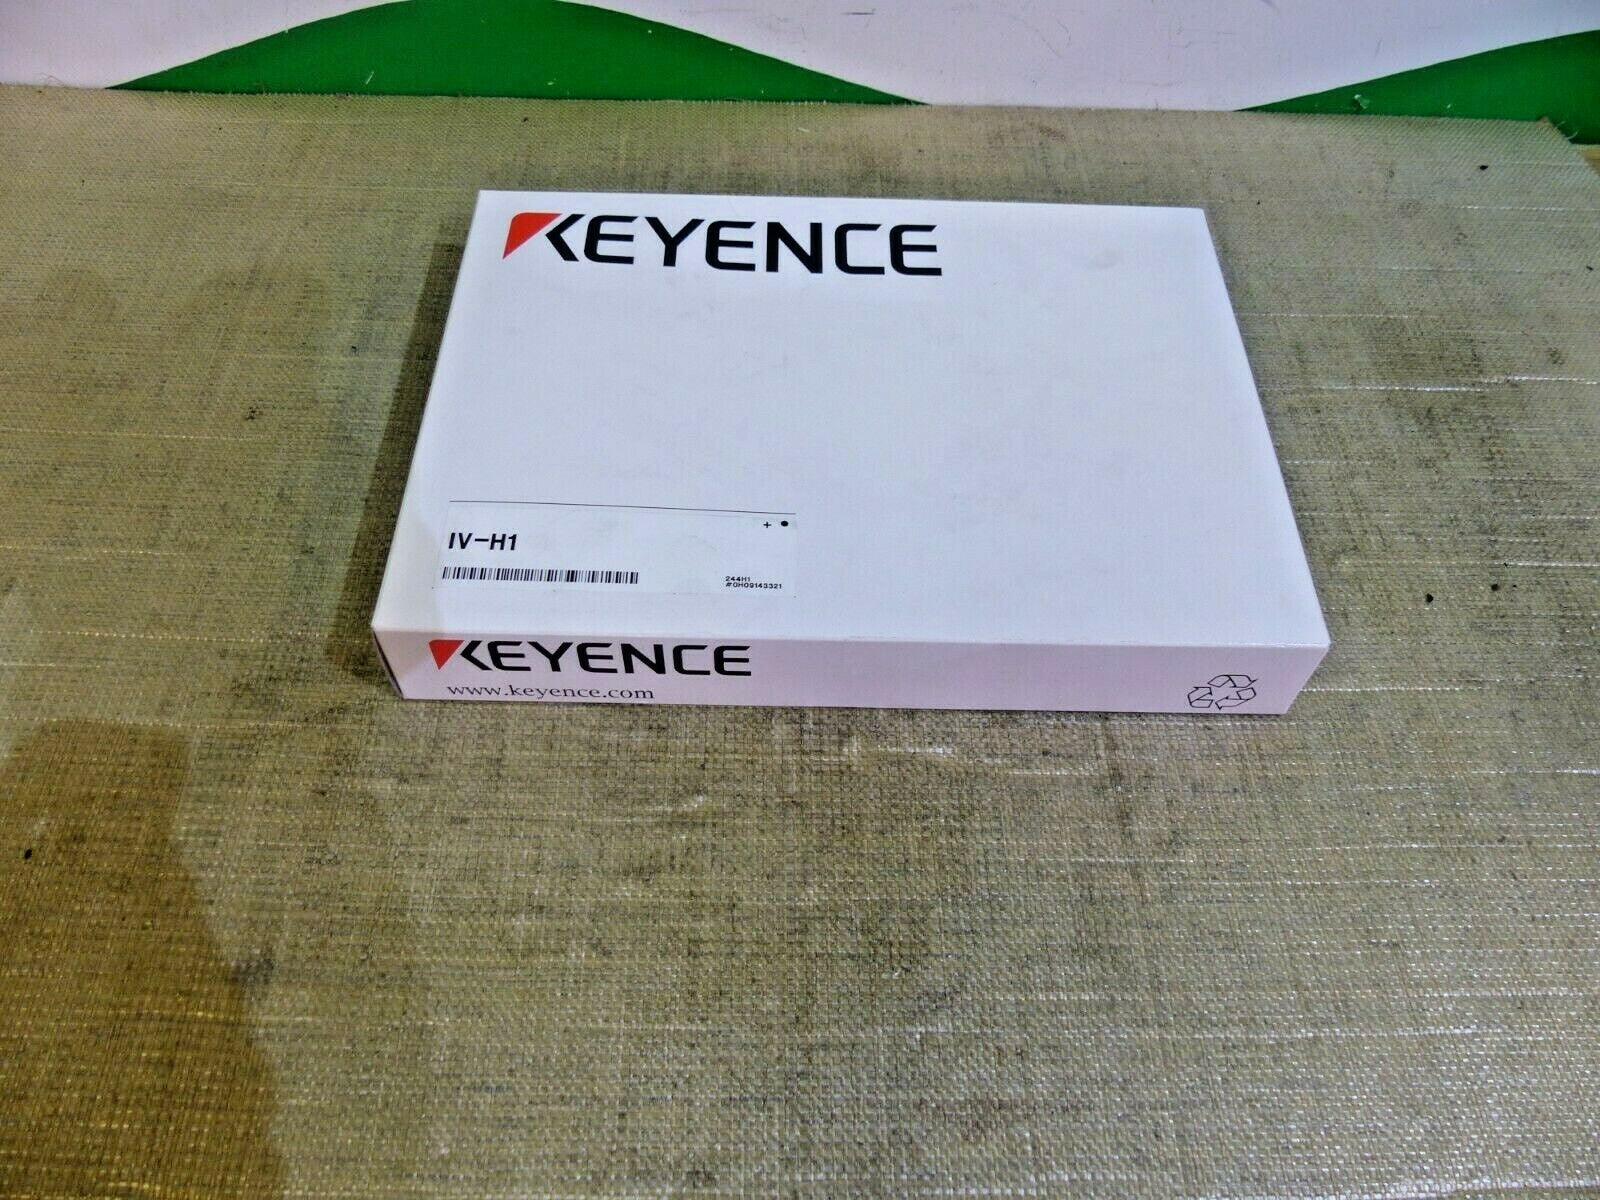 KEYENCE
+ ●
IV-H1
244H1
#0H09143321
KEYENCE
www.keyence.com